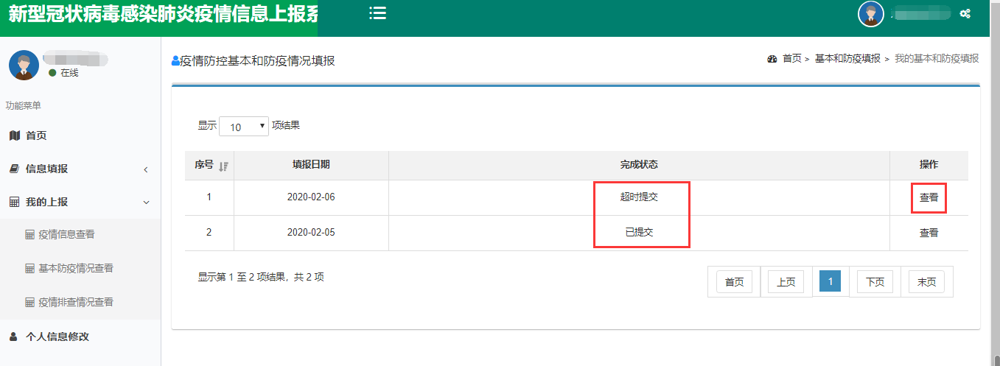 新型冠状病毒感染肺炎疫情信息上报系
在线
功能菜单
首页
信息填报
我的上报
疫情信息查看
基本防疫情况查看
疫情排查情况查看
个人信息修改
疫情防控基本和防疫情况填报
首页 > 基本和防疫填报 > 我的基本和防疫填报
显示 10 项结果
序号 填报日期 完成状态 操作
1 2020-02-06 超时提交 查看
2 2020-02-05 已提交 查看
显示第 1 至 2 项结果，共 2 项
首页 上页 1 下页 末页